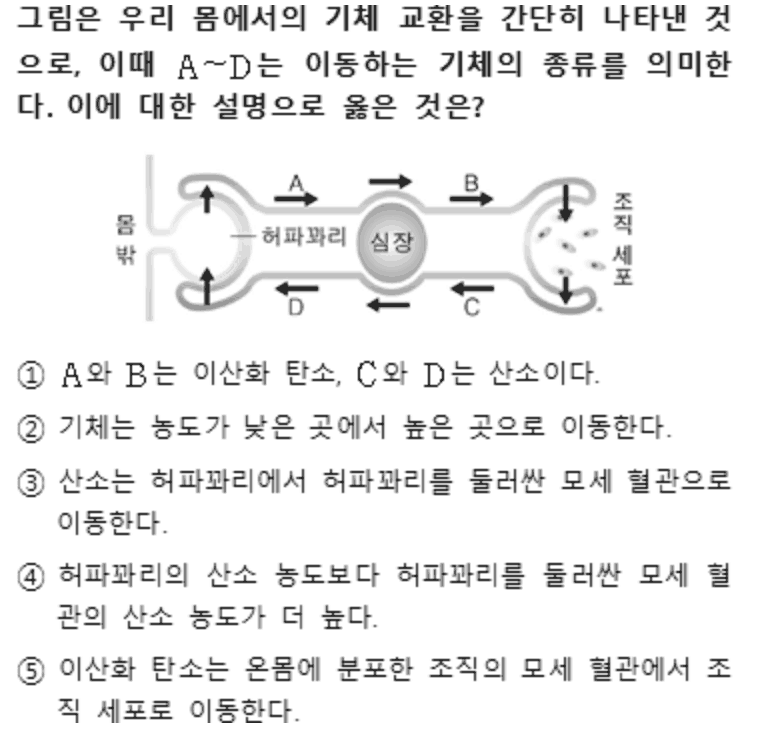 그림은 우리 몸에서의 기체 교환을 간단히 나타낸 것
으로, 이때 A~D는 이동하는 기체의 종류를 의미한
다. 이에 대한 설명으로 옳은 것은?
A
B
몸
밖
허파꽈리
심장
조
직
세
포
D
C
① A와 B는 이산화 탄소, C와 D는 산소이다.
② 기체는 농도가 낮은 곳에서 높은 곳으로 이동한다.
③ 산소는 허파꽈리에서 허파꽈리를 둘러싼 모세 혈관으로
이동한다.
④ 허파꽈리의 산소 농도보다 허파꽈리를 둘러싼 모세 혈
관의 산소 농도가 더 높다.
⑤ 이산화 탄소는 온몸에 분포한 조직의 모세 혈관에서 조
직 세포로 이동한다.